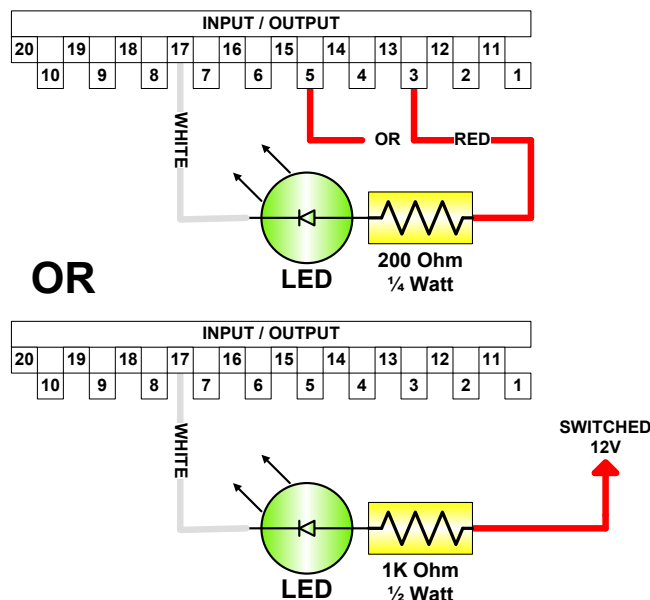 INPUT / OUTPUT
20 19 18 17 16 15 14 13 12 11
10 9 8 7 6 5 4 3 2 1
WHITE
OR RED
200 Ohm
¼ Watt
LED
OR
INPUT / OUTPUT
20 19 18 17 16 15 14 13 12 11
10 9 8 7 6 5 4 3 2 1
SWITCHED
12V
WHITE
1K Ohm
½ Watt
LED